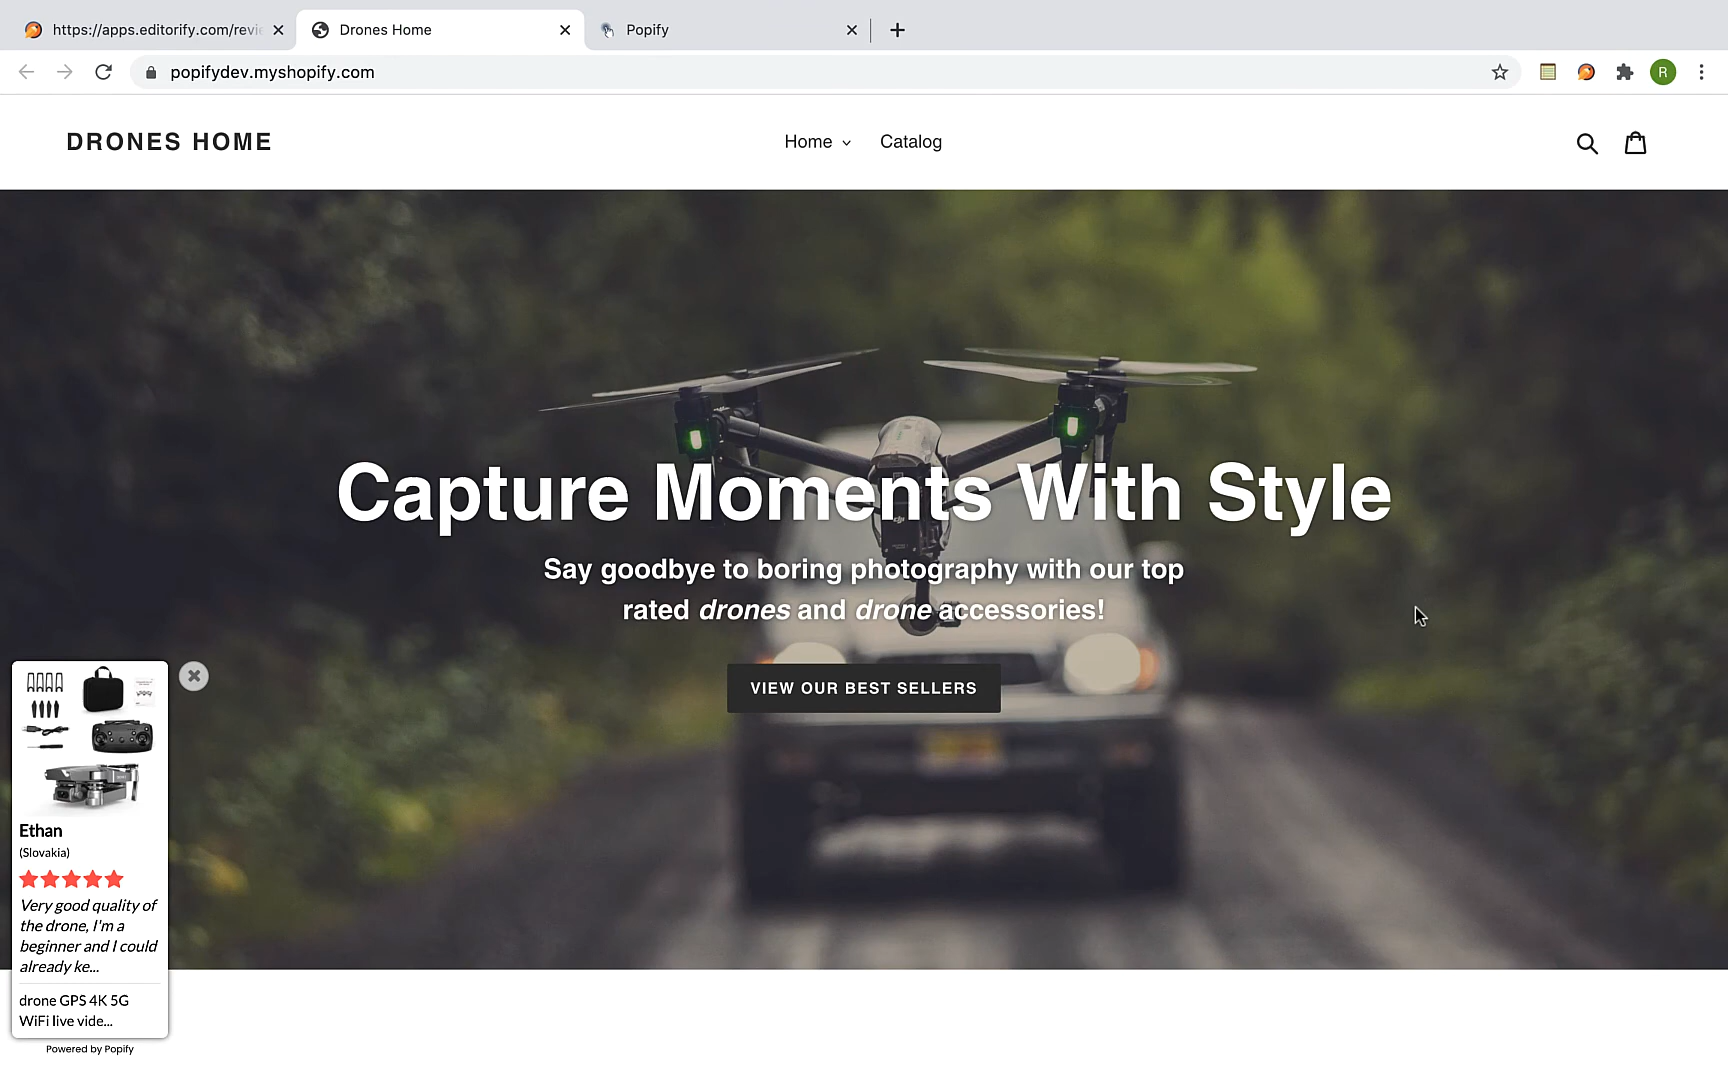 https://apps.editorify.com/revi
Drones Home
Popify
popifydev.myshopify.com
R
DRONES HOME
Home
Catalog
Capture Moments With Style
Say goodbye to boring photography with our top
rated drones and drone accessories!
VIEW OUR BEST SELLERS
Ethan
(Slovakia)
Very good quality of
the drone, I'm a
beginner and I could
already ke...
drone GPS 4K 5G
WiFi live vide...
Powered by Popify